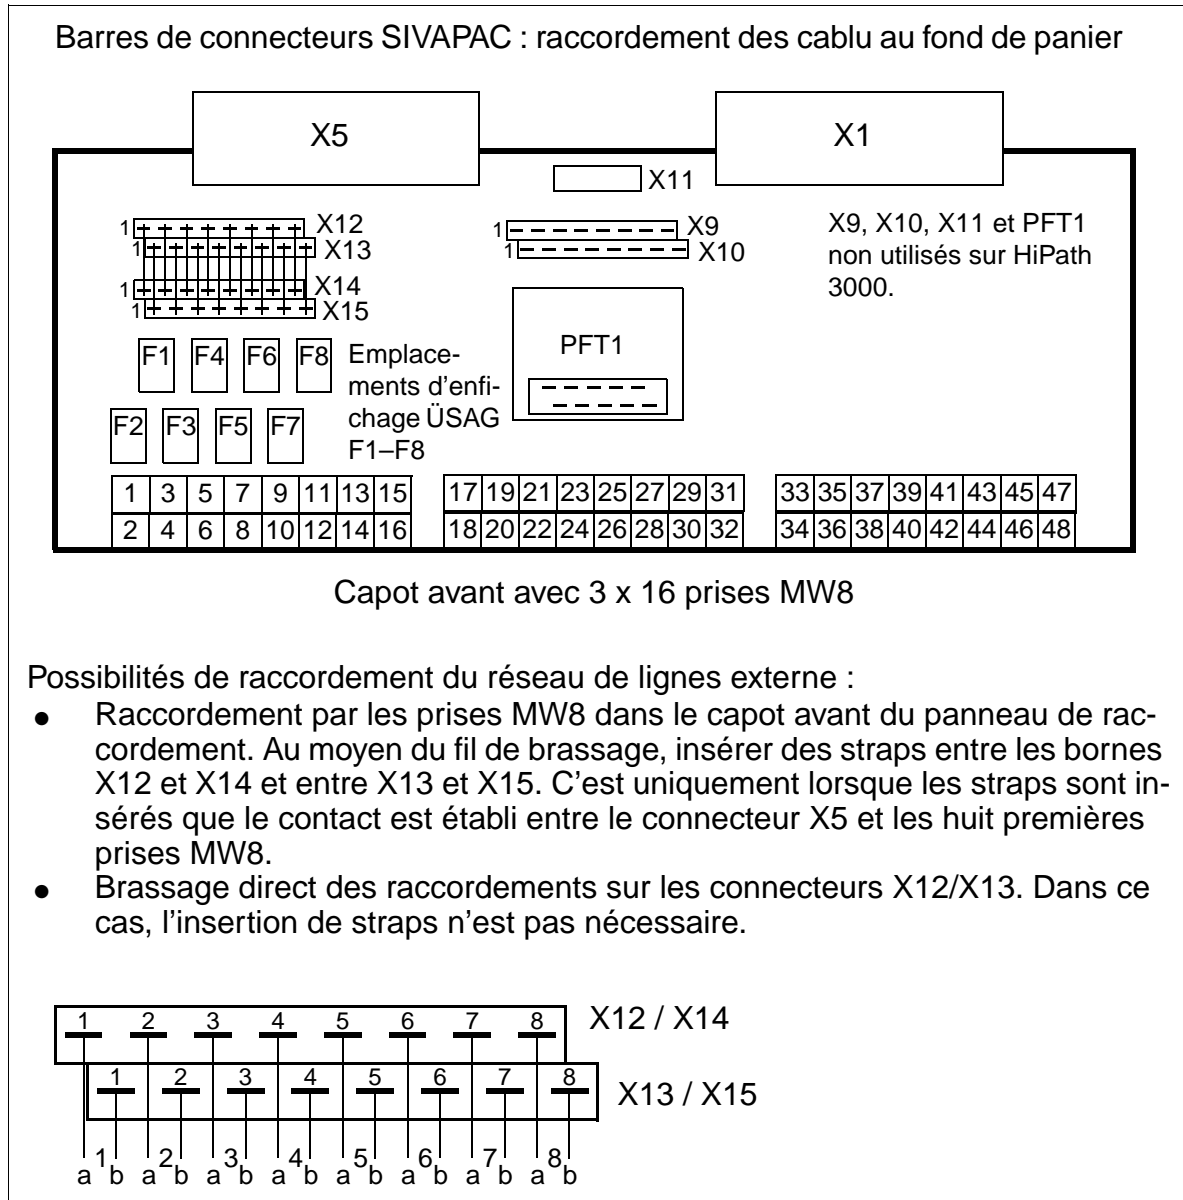 Barres de connecteurs SIVAPAC : raccordement des cablu au fond de panier
X5
X1
X11
1 X12
1 X13
1 X14
1 X15
1 X9
1 X10
X9, X10, X11 et PFT1
non utilisés sur HiPath
3000.
F1 F4 F6 F8
F2 F3 F5 F7
Emplace-
ments d'enfi-
chage ÜSAG
F1–F8
PFT1
1 3 5 7 9 11 13 15
2 4 6 8 10 12 14 16
17 19 21 23 25 27 29 31
18 20 22 24 26 28 30 32
33 35 37 39 41 43 45 47
34 36 38 40 42 44 46 48
Capot avant avec 3 x 16 prises MW8
Possibilités de raccordement du réseau de lignes externe :
● Raccordement par les prises MW8 dans le capot avant du panneau de rac-
cordement. Au moyen du fil de brassage, insérer des straps entre les bornes
X12 et X14 et entre X13 et X15. C'est uniquement lorsque les straps sont in-
sérés que le contact est établi entre le connecteur X5 et les huit premières
prises MW8.
● Brassage direct des raccordements sur les connecteurs X12/X13. Dans ce
cas, l'insertion de straps n'est pas nécessaire.
1 2 3 4 5 6 7 8 X12 / X14
1 2 3 4 5 6 7 8 X13 / X15
1 2 3 4 5 6 7 8
a b a b a b a b a b a b a b a b